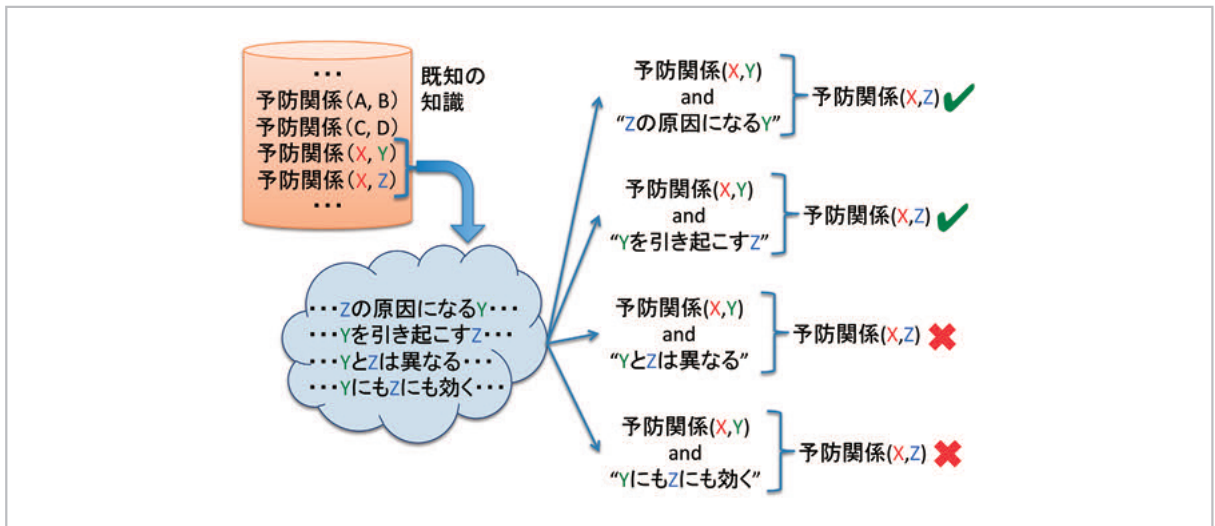 ・・・
予防関係(A, B)
予防関係(C, D)
予防関係(X, Y)
予防関係(X, Z)
・・・
既知の
知識
・・・Zの原因になるY・・・
・・・Yを引き起こすZ・・・
・・・YとZは異なる・・・
・・・YにもZにも効く・・・
予防関係(X,Y)
and
“Zの原因になるY”
予防関係(X,Z)
予防関係(X,Y)
and
“Yを引き起こすZ”
予防関係(X,Z)
予防関係(X,Y)
and
“YとZは異なる”
予防関係(X,Z)
予防関係(X,Y)
and
“YにもZにも効く”
予防関係(X,Z)